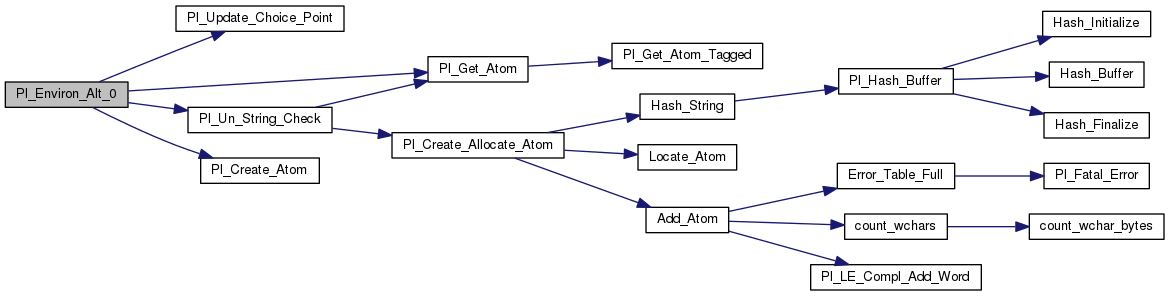 Pl_Environ_Alt_0
Pl_Update_Choice_Point
Pl_Get_Atom
Pl_Un_String_Check
Pl_Create_Atom
Pl_Get_Atom_Tagged
Pl_Create_Allocate_Atom
Hash_String
Locate_Atom
Add_Atom
Pl_Hash_Buffer
Error_Table_Full
count_wchars
Pl_LE_Compl_Add_Word
Hash_Initialize
Hash_Buffer
Hash_Finalize
Pl_Fatal_Error
count_wchar_bytes